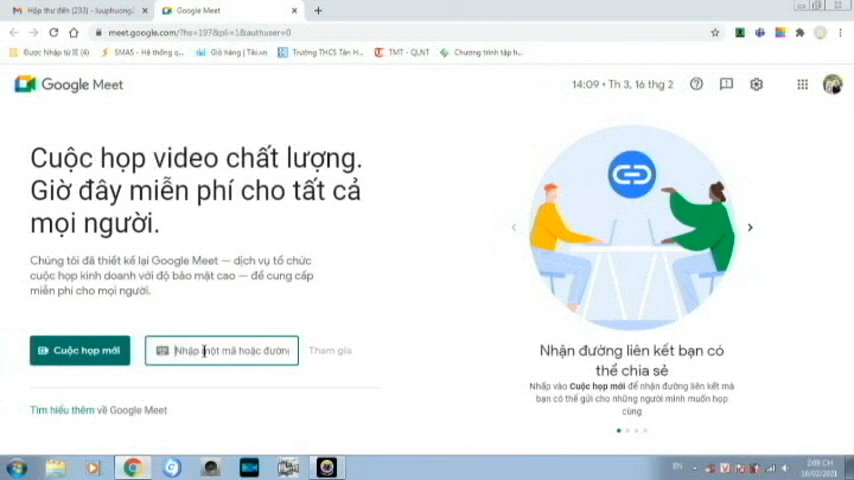 Hộp thư đến (233) - luuphuong.
Google Meet
meet.google.com/?hs=197&pli=1&authuser=0
Được Nhập từ IE (4)
SMAS - Hệ thống q...
Giỏ hàng | Tiki.vn
Trường THCS Tân H...
TMT - QLNT
Chương trình tập h...
Google Meet
14:09 • Th 3, 16 thg 2
Cuộc họp video chất lượng.
Giờ đây miễn phí cho tất cả
mọi người.
Chúng tôi đã thiết kế lại Google Meet — dịch vụ tổ chức
cuộc họp kinh doanh với độ bảo mật cao — để cung cấp
miễn phí cho mọi người.
Cuộc họp mới
Nhập một mã hoặc đường
Tham gia
Tìm hiểu thêm về Google Meet
Nhận đường liên kết bạn có
thể chia sẻ
Nhấp vào Cuộc họp mới để nhận đường liên kết mà
bạn có thể gửi cho những người mình muốn họp
cùng
EN
2:09 CH
16/02/2021